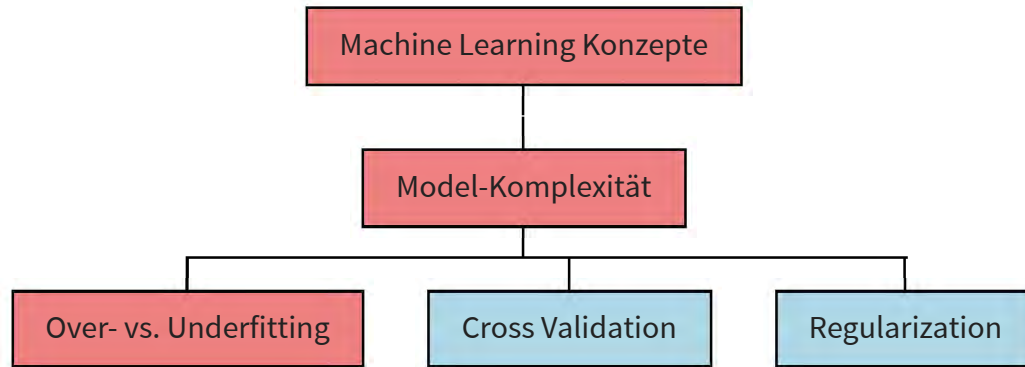 Machine Learning Konzepte
Model-Komplexität
Over- vs. Underfitting
Cross Validation
Regularization